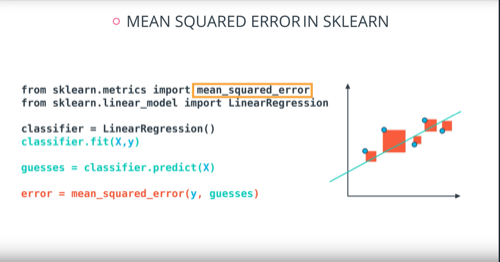 MEAN SQUARED ERROR IN SKLEARN
from sklearn.metrics import mean_squared_error
from sklearn.linear_model import LinearRegression
classifier = LinearRegression()
classifier.fit(X,y)
guesses = classifier.predict(X)
error = mean_squared_error(y, guesses)